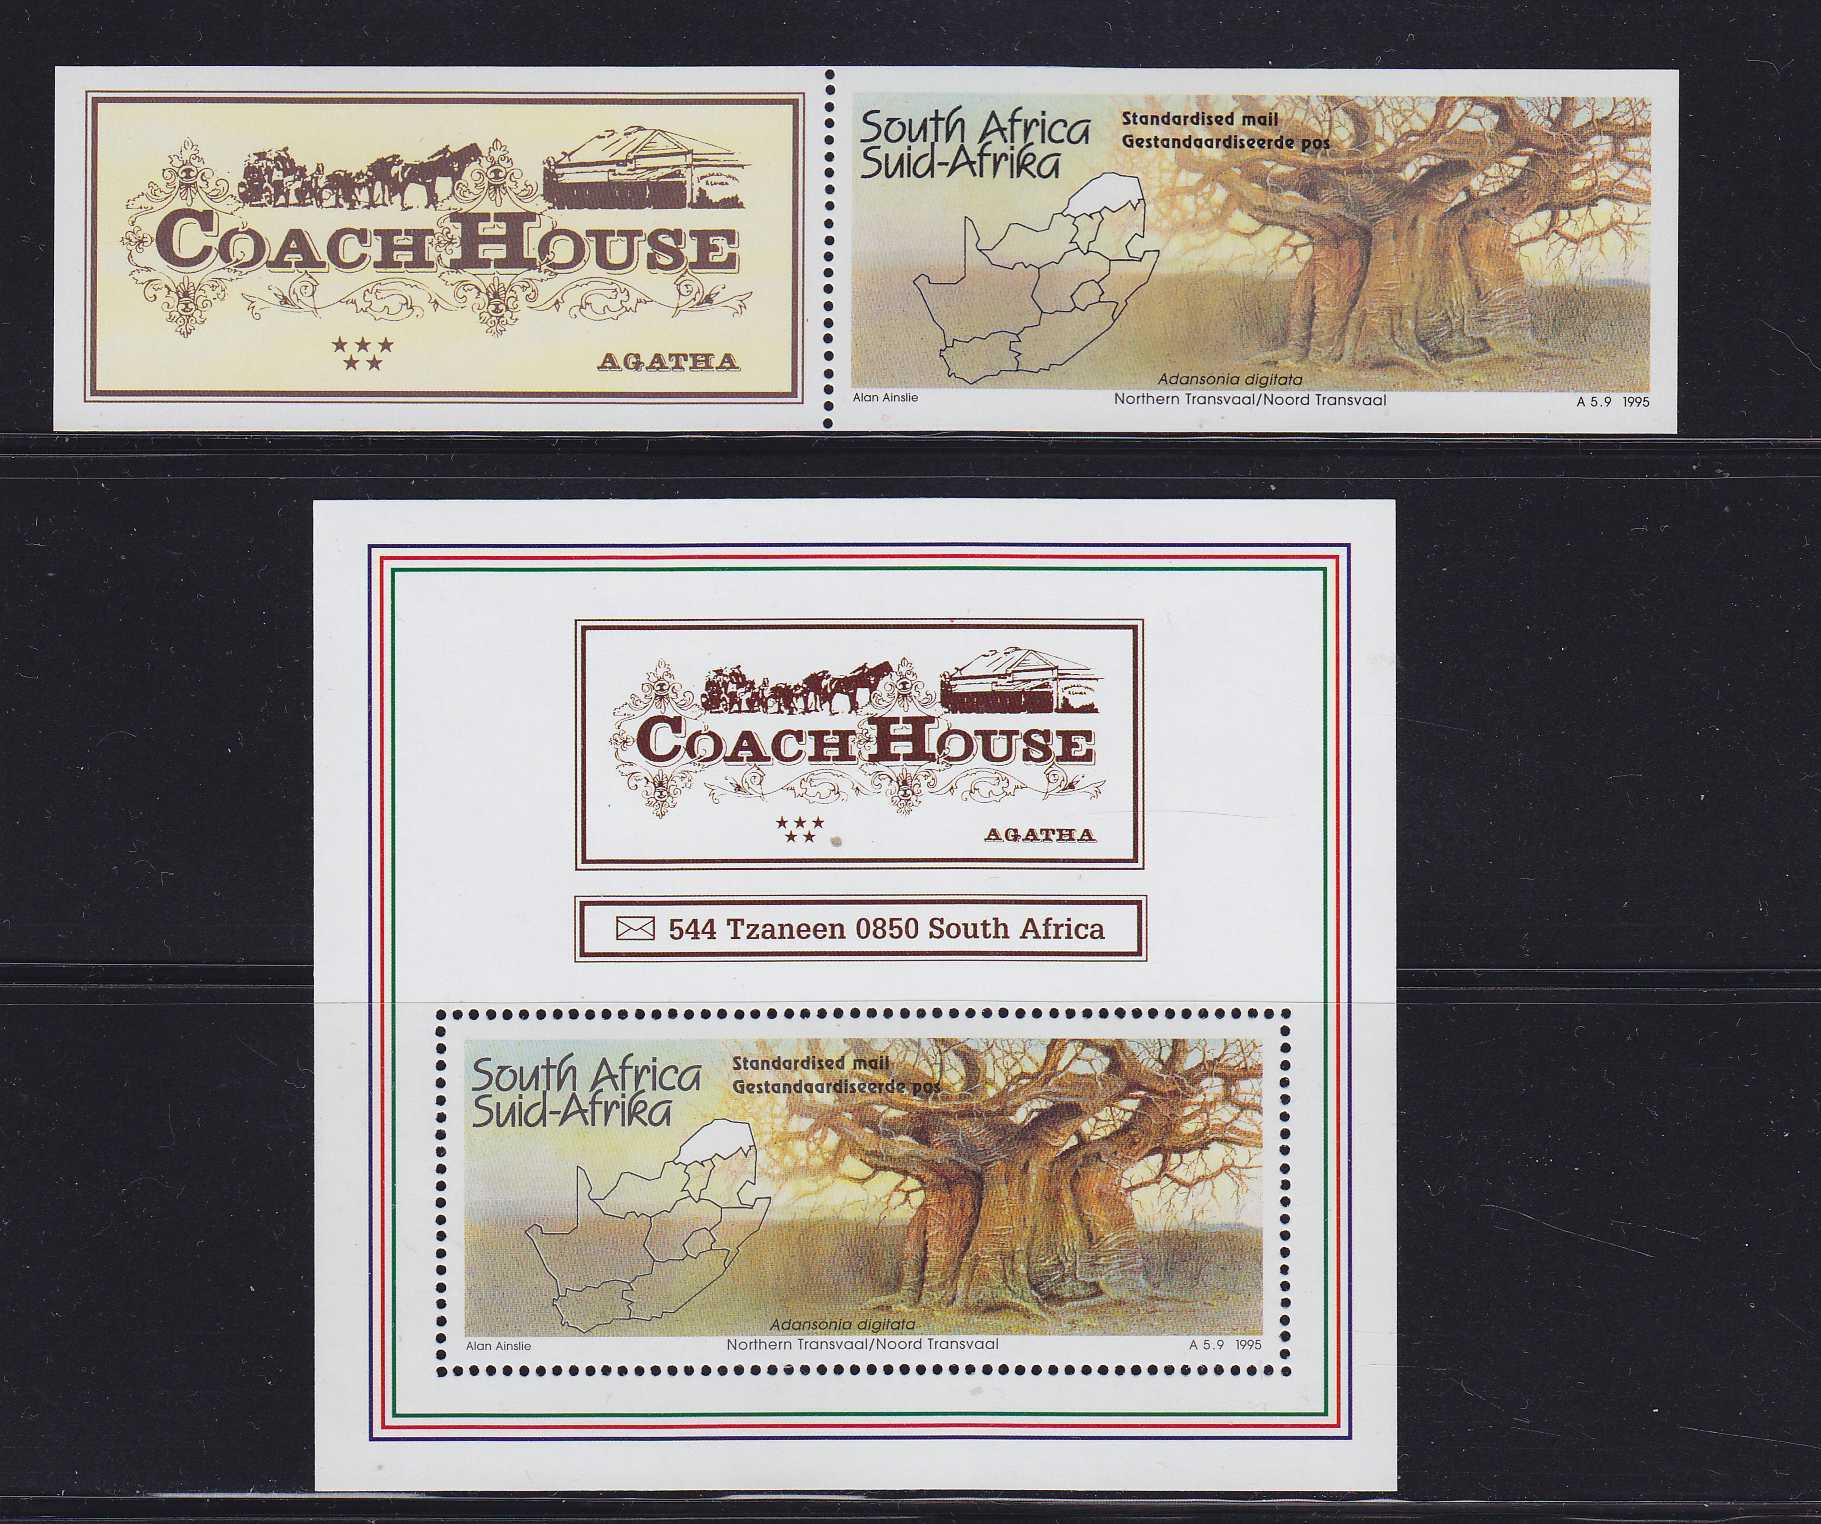 COACH HOUSE
AGATHA
South Africa
Suid-Afrika
Standardised mail
Gestandaardiseerde pos
Adansonia digitata
Alan Ainslie
Northern Transvaal/Noord Transvaal
A 5.9 1995
COACH HOUSE
AGATHA
544 Tzaneen 0850 South Africa
South Africa
Suid-Afrika
Standardised mail
Gestandaardiseerde pos
Adansonia digitata
Alan Ainslie
Northern Transvaal/Noord Transvaal
A 5.9 1995